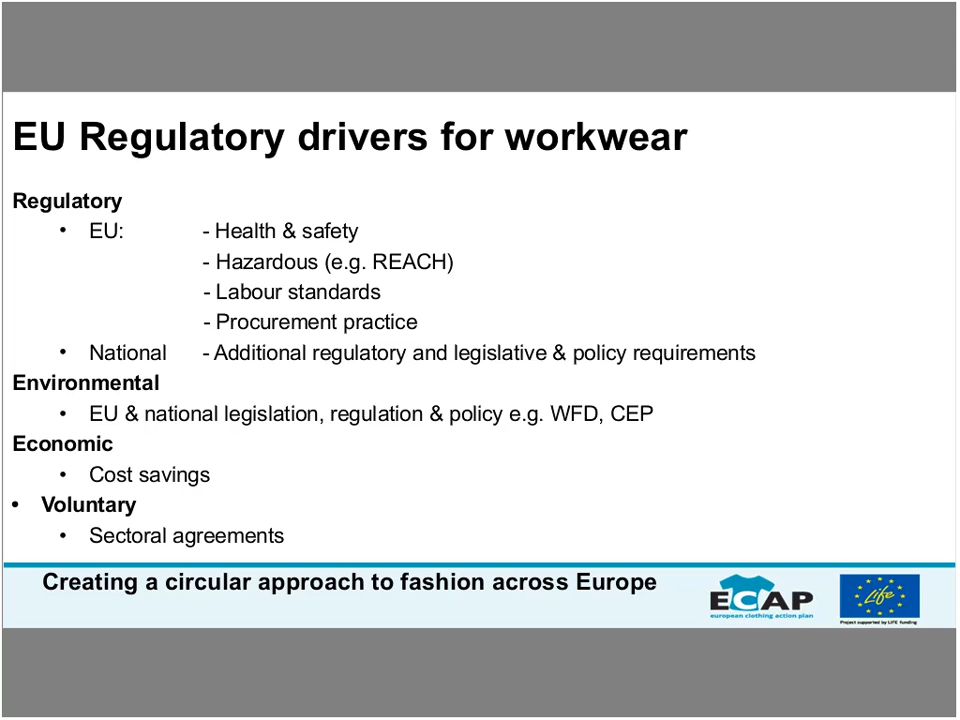 EU Regulatory drivers for workwear
Regulatory
• EU: - Health & safety
- Hazardous (e.g. REACH)
- Labour standards
- Procurement practice
• National - Additional regulatory and legislative & policy requirements
Environmental
• EU & national legislation, regulation & policy e.g. WFD, CEP
Economic
• Cost savings
• Voluntary
• Sectoral agreements
Creating a circular approach to fashion across Europe
ECAP
european clothing action plan
Life
Project supported by LIFE funding